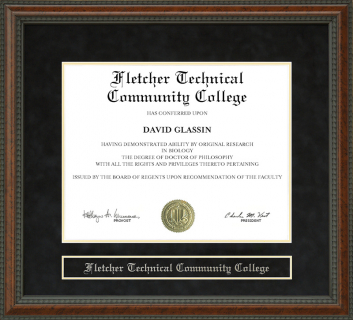 Fletcher Technical
Community College
HAS CONFERRED UPON
DAVID GLASSIN
HAVING DEMONSTRATED ABILITY BY ORIGINAL RESEARCH
IN BIOLOGY
THE DEGREE OF DOCTOR OF PHILOSOPHY
WITH ALL THE RIGHTS AND PRIVILEGES THERETO PERTAINING
ISSUED BY THE BOARD OF REGENTS UPON RECOMMENDATION OF THE FACULTY
PROVOST
PRESIDENT
Fletcher Technical Community College